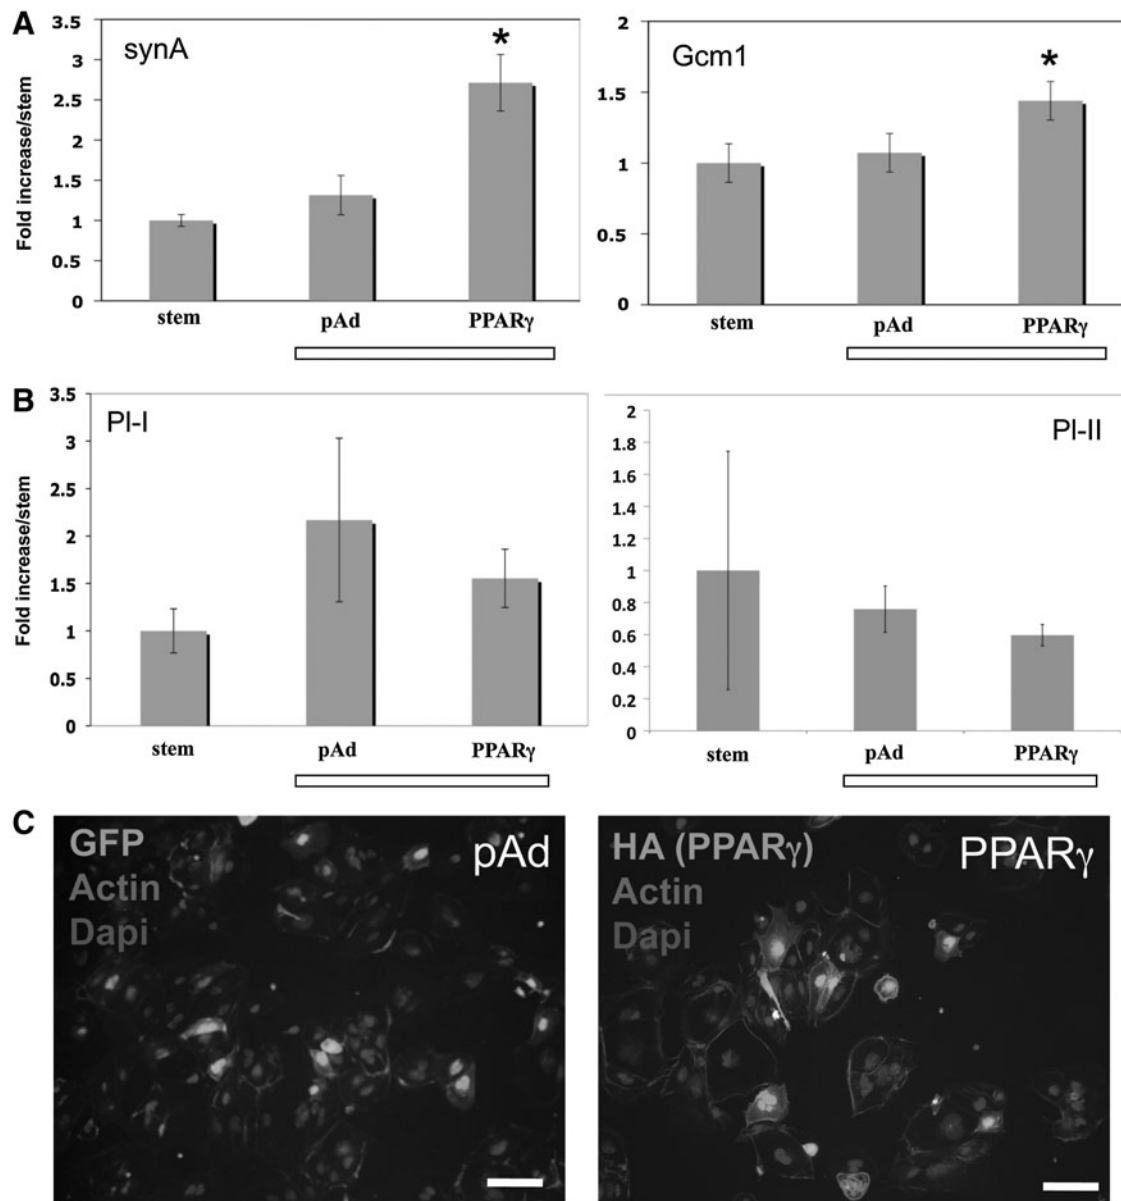 A
synA
*
Fold increase/stem
3.5
3
2.5
2
1.5
1
0.5
0
stem
pAd
PPARγ
Gcm1
*
2
1.5
1
0.5
0
stem
pAd
PPARγ
B
Pl-I
Fold increase/stem
3.5
3
2.5
2
1.5
1
0.5
0
stem
pAd
PPARγ
Pl-II
2
1.8
1.6
1.4
1.2
1
0.8
0.6
0.4
0.2
0
stem
pAd
PPARγ
C
GFP
Actin
Dapi
pAd
HA (PPARγ)
Actin
Dapi
PPARγ